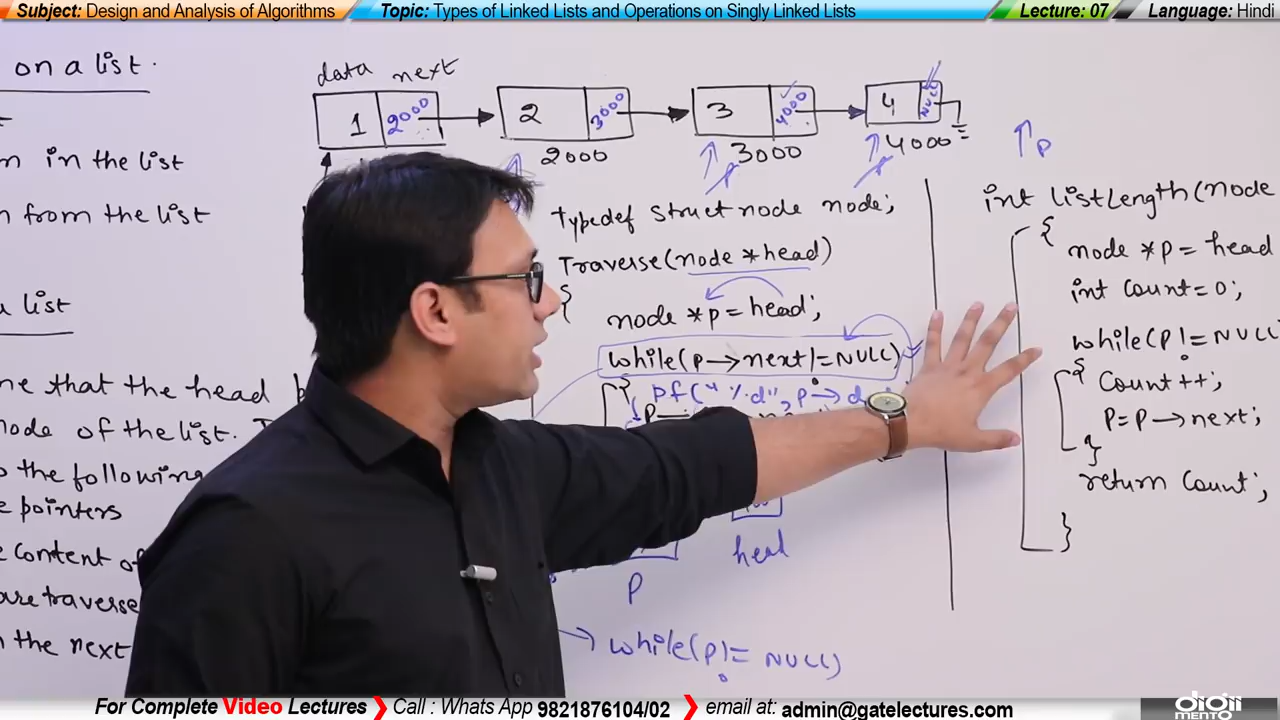 Subject: Design and Analysis of Algorithms
Topic: Types of Linked Lists and Operations on Singly Linked Lists
Lecture: 07
Language: Hindi
on a list.
m in the list
n from the list
a list
me that the head
node of the list.
o the following
e pointers
e content of
are traverse
n the next
data next
1 2000
2 3000
3 4000
4 NULL
2000
3000
4000
P
P
P
Typedef Struct node node;
Traverse(node *head)
{
node *p = head;
while(p→next!=NULL)
{ pf("%d", p→d
head
P
→ while(p!= NULL)
int listLength(node
{
node *p = head
int Count=0;
while(p!=NULL
{ Count++;
P=P→next;
}
return Count;
}
For Complete Video Lectures ❯ Call : Whats App 9821876104/02 ❯ email at: admin@gatelectures.com
digii
MENTO